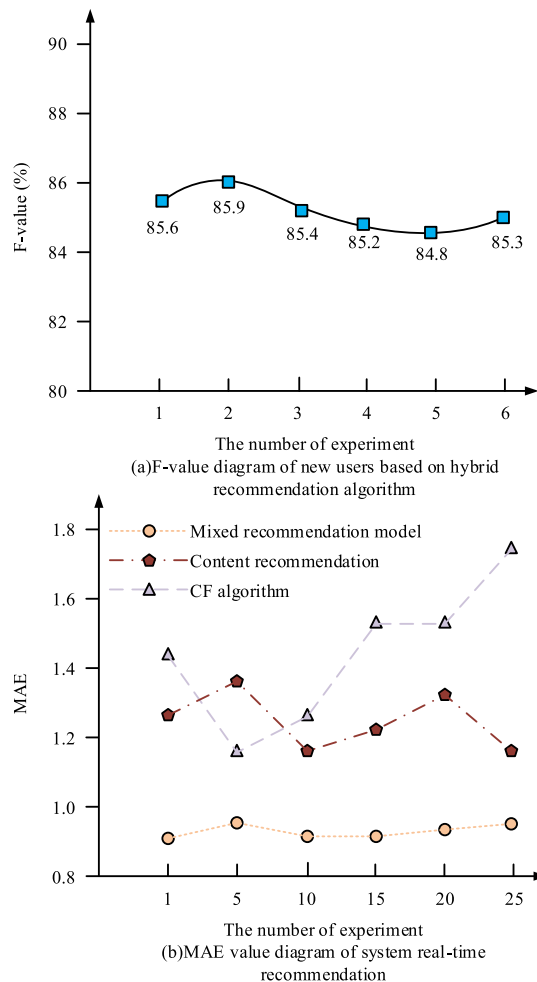 90
88
86
84
82
80
F-value (%)
85.6
85.9
85.4
85.2
84.8
85.3
1 2 3 4 5 6
The number of experiment
(a)F-value diagram of new users based on hybrid
recommendation algorithm
1.8
1.6
1.4
1.2
1.0
0.8
MAE
Mixed recommendation model
Content recommendation
CF algorithm
1 5 10 15 20 25
The number of experiment
(b)MAE value diagram of system real-time
recommendation